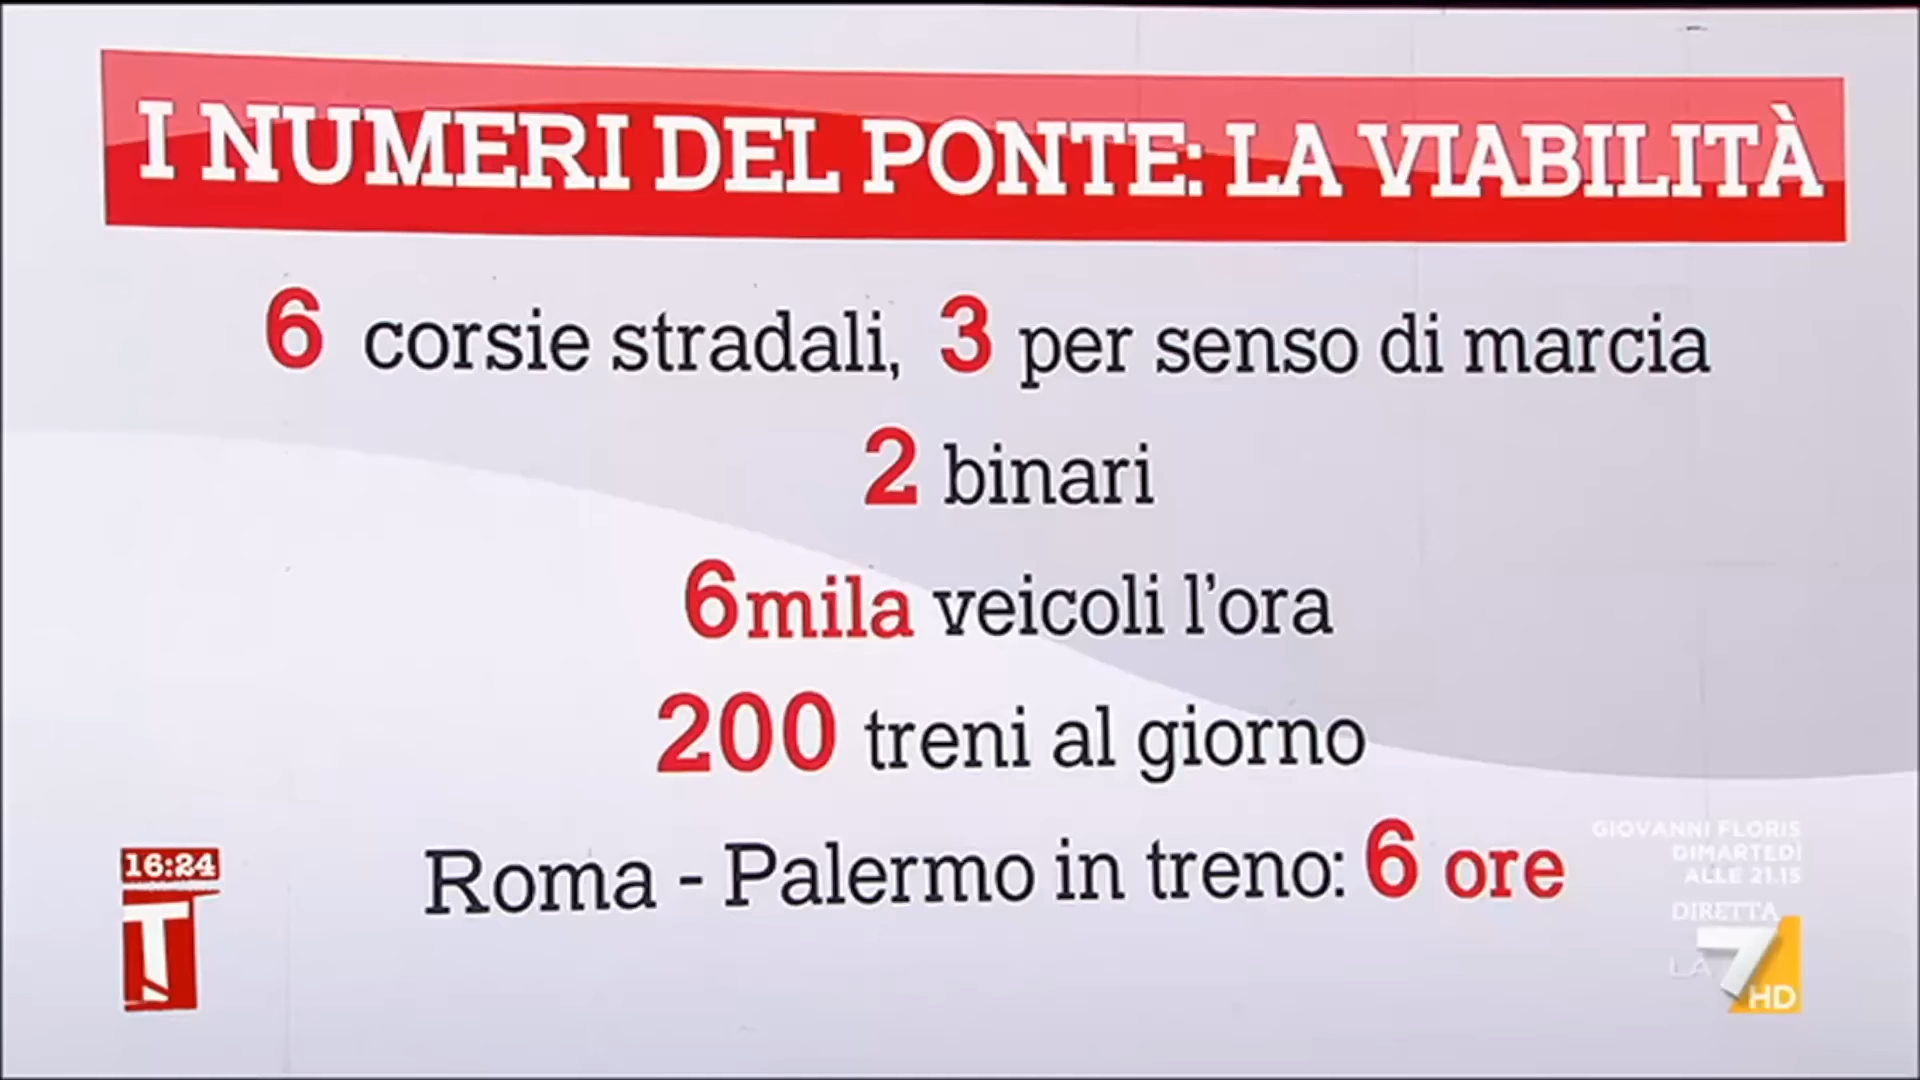 I NUMERI DEL PONTE: LA VIABILITÀ
6 corsie stradali, 3 per senso di marcia
2 binari
6mila veicoli l'ora
200 treni al giorno
Roma - Palermo in treno: 6 ore
16:24
T
GIOVANNI FLORIS
DIMARTEDÌ
ALLE 21.15
DIRETTA
LA7
HD